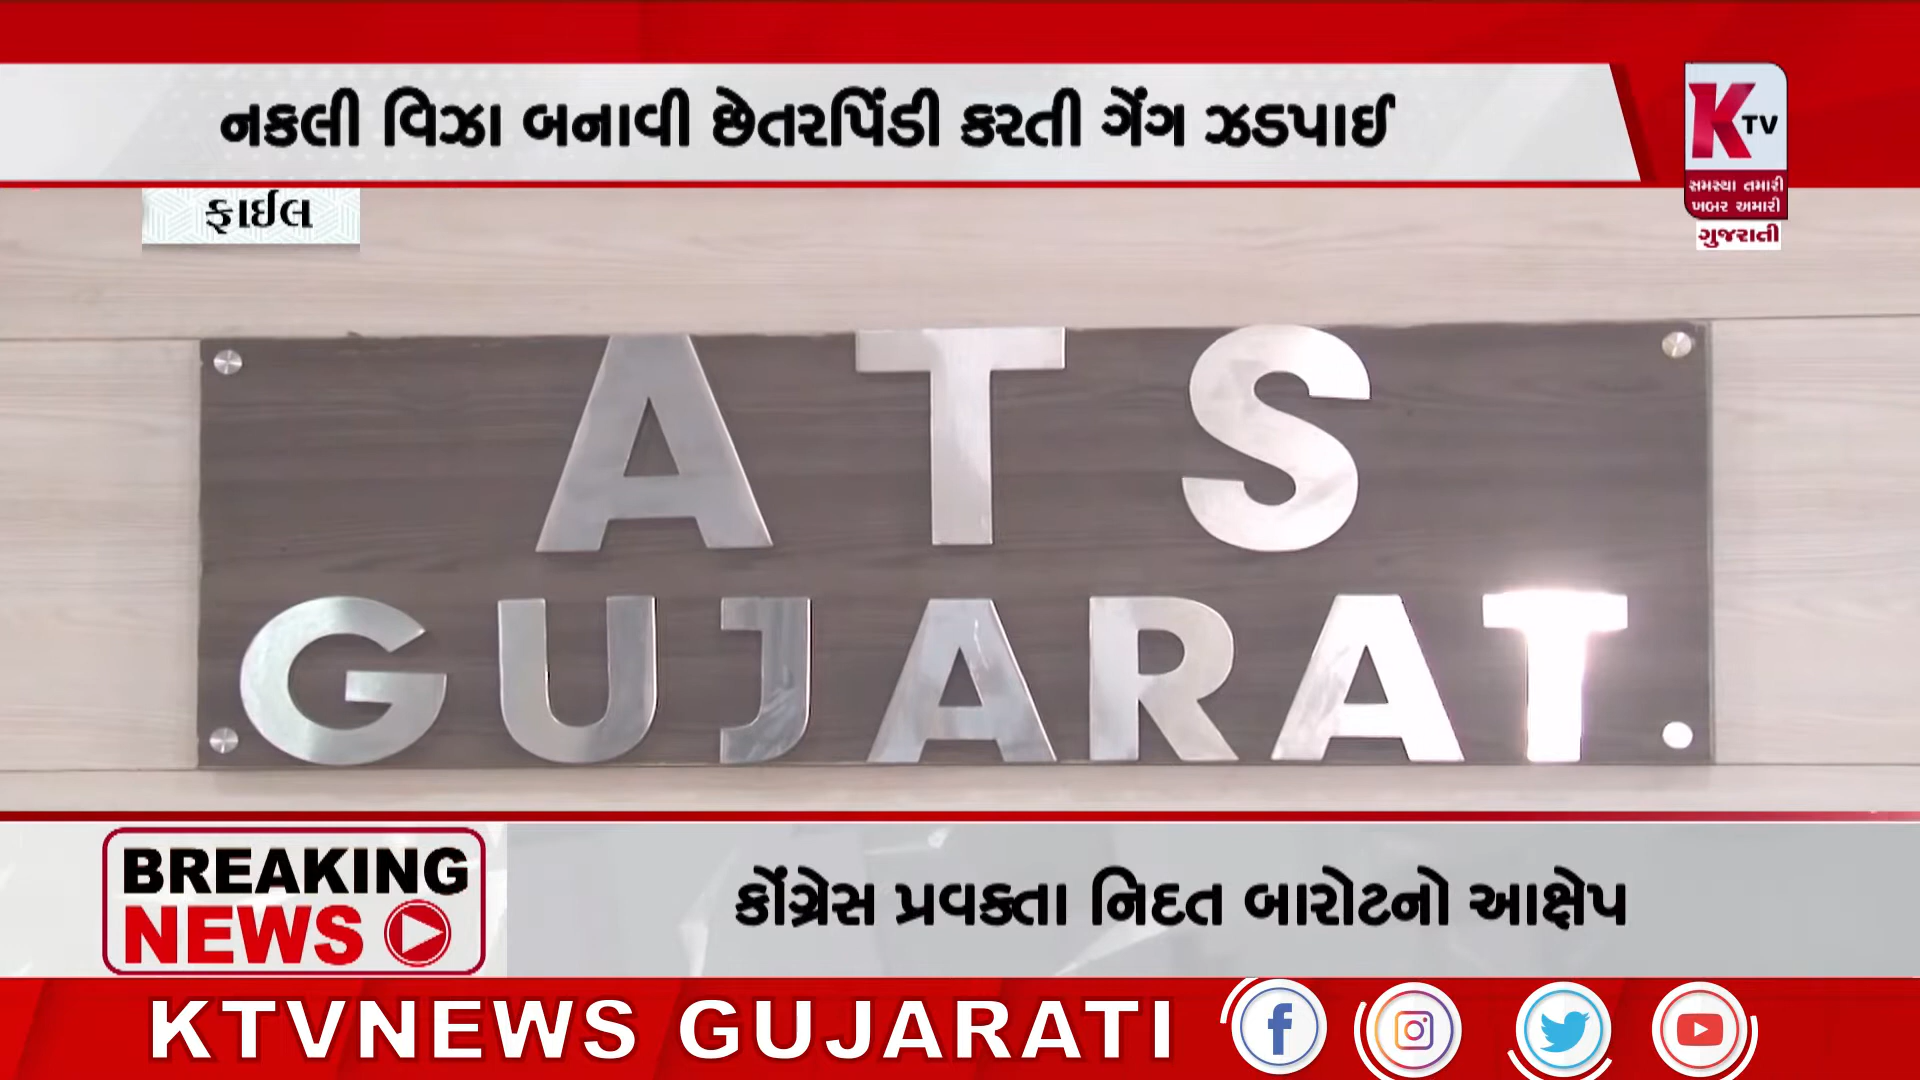 નકલી વિઝા બનાવી છેતરપિંડી કરતી ગેંગ ઝડપાઈ
K TV
સમસ્યા તમારી
ખબર અમારી
ગુજરાતી
ફાઈલ
ATS
GUJARAT
BREAKING
NEWS
કોંગ્રેસ પ્રવક્તા નિદત બારોટનો આક્ષેપ
KTVNEWS GUJARATI